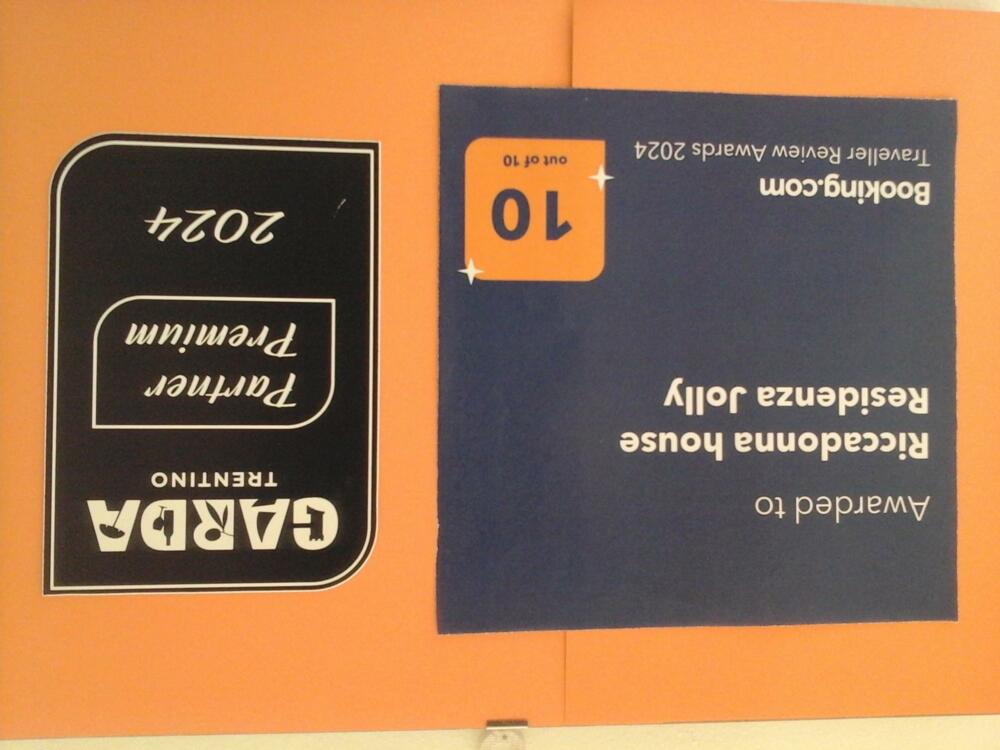 Awarded to
Riccadonna house
Residenza Jolly
Booking.com
Traveller Review Awards 2024
10
out of 10
GARDA
TRENTINO
Partner
Premium
2024